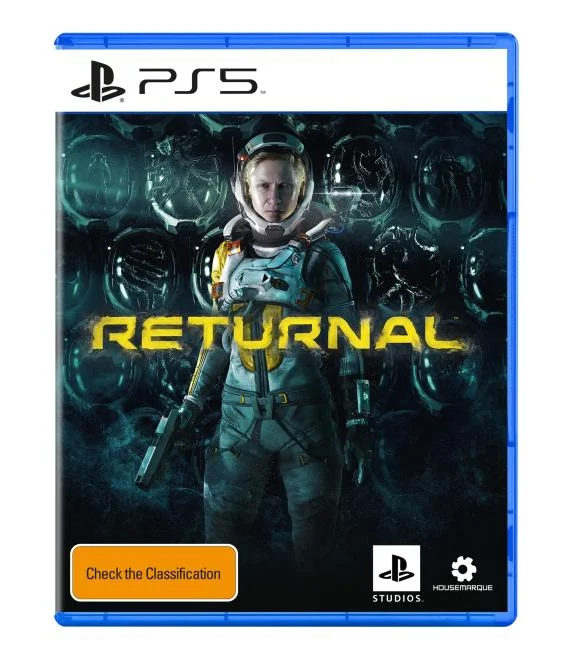 PS5
RETURNAL
Check the Classification
STUDIOS
HOUSEMARQUE